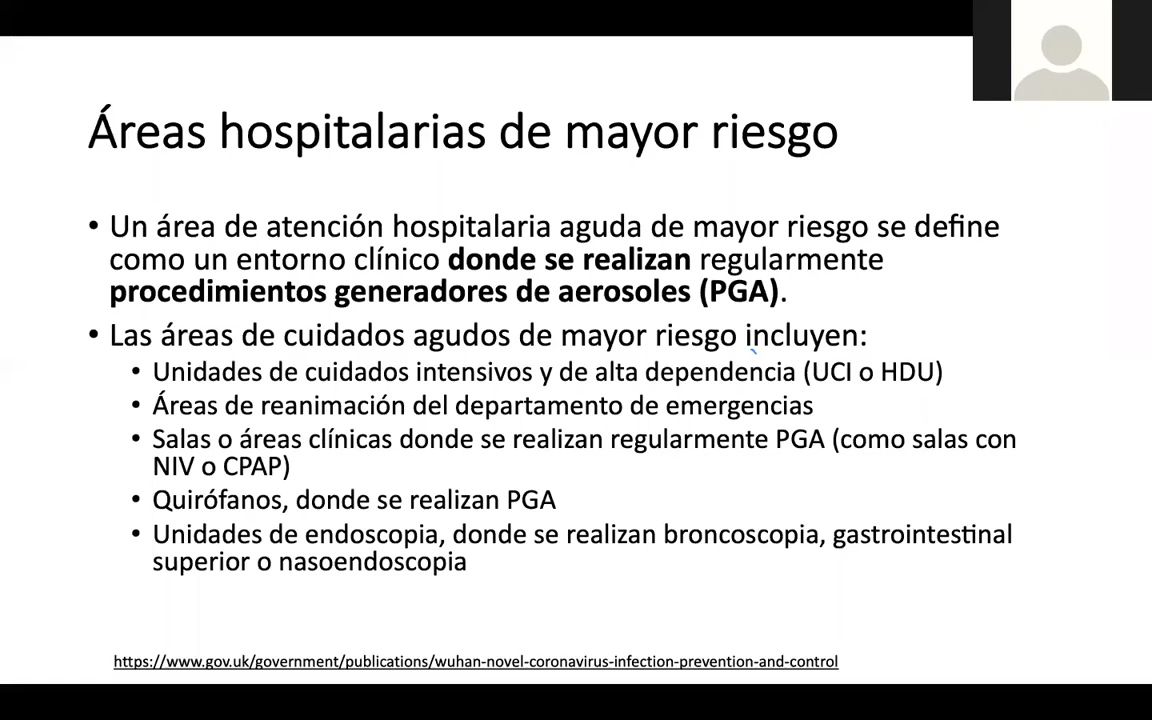 Áreas hospitalarias de mayor riesgo
• Un área de atención hospitalaria aguda de mayor riesgo se define
como un entorno clínico donde se realizan regularmente
procedimientos generadores de aerosoles (PGA).
• Las áreas de cuidados agudos de mayor riesgo incluyen:
• Unidades de cuidados intensivos y de alta dependencia (UCI o HDU)
• Áreas de reanimación del departamento de emergencias
• Salas o áreas clínicas donde se realizan regularmente PGA (como salas con
NIV o CPAP)
• Quirófanos, donde se realizan PGA
• Unidades de endoscopia, donde se realizan broncoscopia, gastrointestinal
superior o nasoendoscopia
https://www.gov.uk/government/publications/wuhan-novel-coronavirus-infection-prevention-and-control